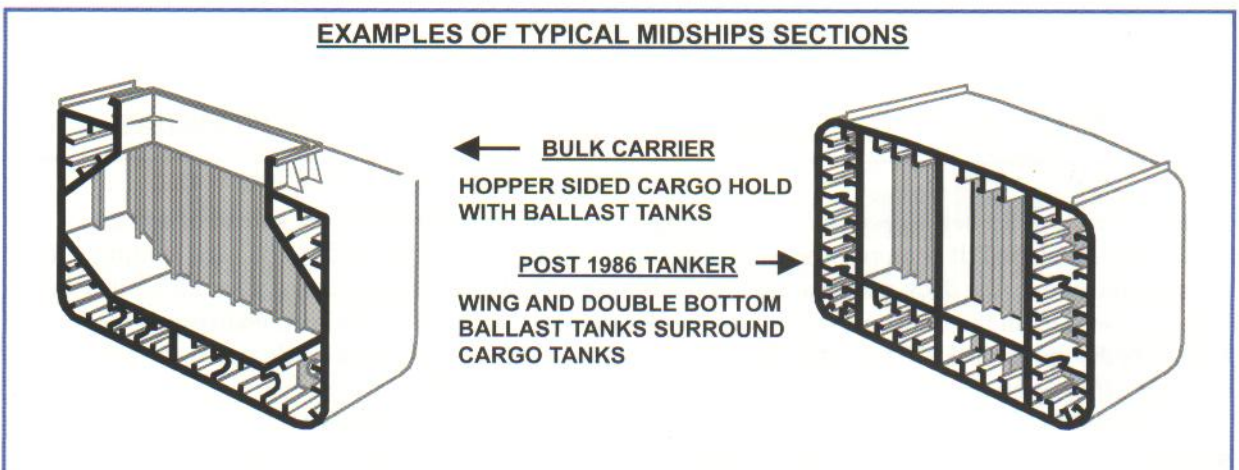 EXAMPLES OF TYPICAL MIDSHIPS SECTIONS
BULK CARRIER
HOPPER SIDED CARGO HOLD
WITH BALLAST TANKS
POST 1986 TANKER
WING AND DOUBLE BOTTOM
BALLAST TANKS SURROUND
CARGO TANKS